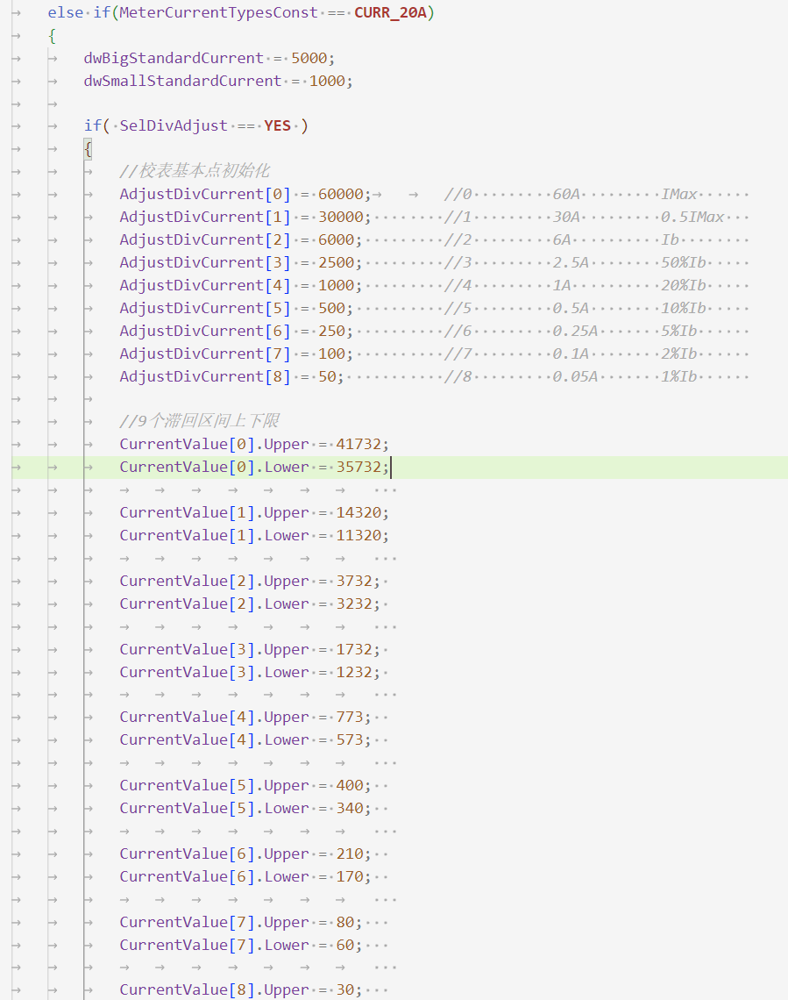 else if(MeterCurrentTypesConst == CURR_20A)
{
dwBigStandardCurrent = 5000;
dwSmallStandardCurrent = 1000;
if( SelDivAdjust == YES )
{
//校表基本点初始化
AdjustDivCurrent[0] = 60000; //0 60A IMax
AdjustDivCurrent[1] = 30000; //1 30A 0.5IMax
AdjustDivCurrent[2] = 6000; //2 6A Ib
AdjustDivCurrent[3] = 2500; //3 2.5A 50%Ib
AdjustDivCurrent[4] = 1000; //4 1A 20%Ib
AdjustDivCurrent[5] = 500; //5 0.5A 10%Ib
AdjustDivCurrent[6] = 250; //6 0.25A 5%Ib
AdjustDivCurrent[7] = 100; //7 0.1A 2%Ib
AdjustDivCurrent[8] = 50; //8 0.05A 1%Ib
//9个滞回区间上下限
CurrentValue[0].Upper = 41732;
CurrentValue[0].Lower = 35732;
CurrentValue[1].Upper = 14320;
CurrentValue[1].Lower = 11320;
CurrentValue[2].Upper = 3732;
CurrentValue[2].Lower = 3232;
CurrentValue[3].Upper = 1732;
CurrentValue[3].Lower = 1232;
CurrentValue[4].Upper = 773;
CurrentValue[4].Lower = 573;
CurrentValue[5].Upper = 400;
CurrentValue[5].Lower = 340;
CurrentValue[6].Upper = 210;
CurrentValue[6].Lower = 170;
CurrentValue[7].Upper = 80;
CurrentValue[7].Lower = 60;
CurrentValue[8].Upper = 30;